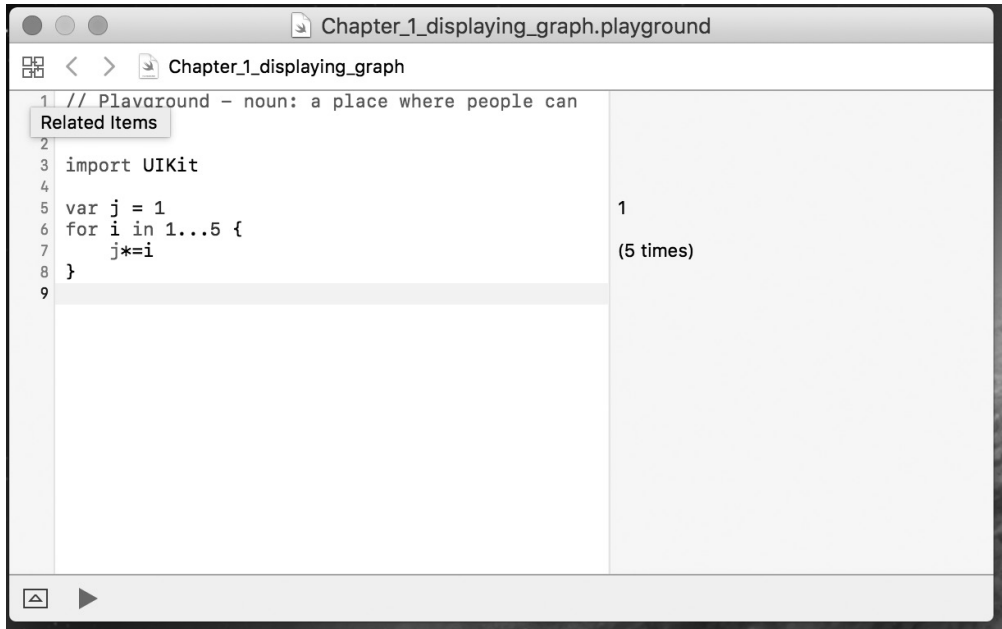 Chapter_1_displaying_graph.playground
Chapter_1_displaying_graph
1 // Playground – noun: a place where people can
Related Items
2
3 import UIKit
4
5 var j = 1 1
6 for i in 1...5 {
7 j*=i (5 times)
8 }
9